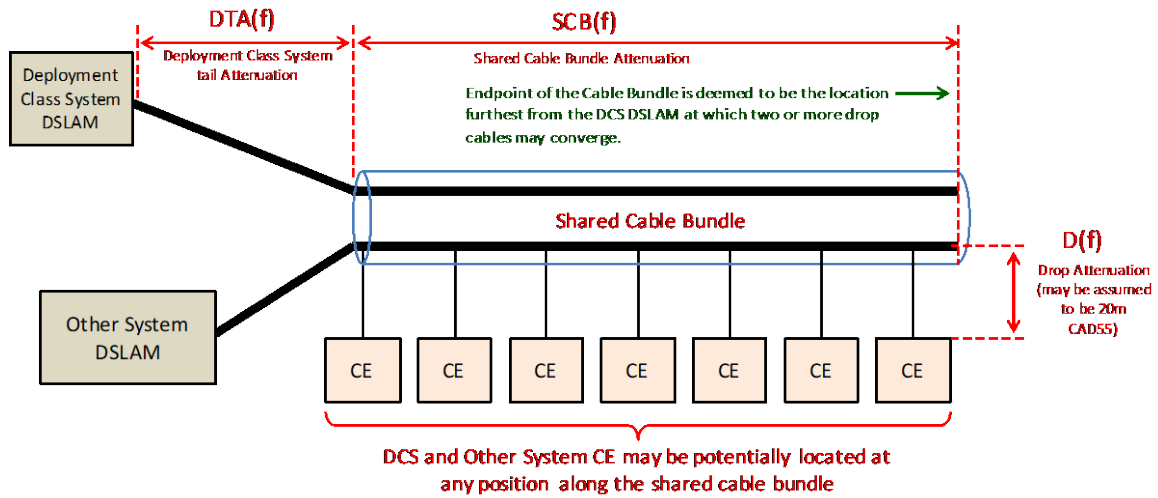 DTA(f)
Deployment Class System
tail Attenuation
SCB(f)
Shared Cable Bundle Attenuation
Deployment
Class System
DSLAM
Endpoint of the Cable Bundle is deemed to be the location
furthest from the DCS DSLAM at which two or more drop
cables may converge.
Shared Cable Bundle
D(f)
Drop Attenuation
(may be assumed
to be 20m
CAD55)
Other System
DSLAM
CE
CE
CE
CE
CE
CE
CE
DCS and Other System CE may be potentially located at
any position along the shared cable bundle